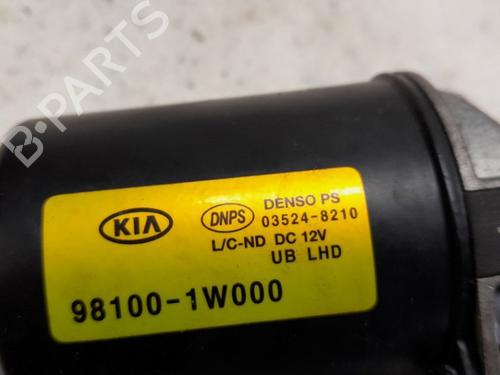 B-PARTS
KIA
DNPS
DENSO PS
03524-8210
L/C-ND DC 12V
UB LHD
98100-1W000